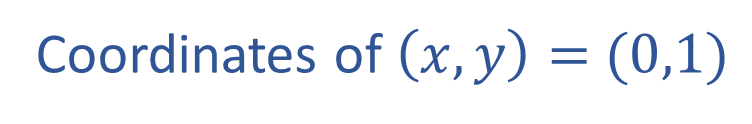 Coordinates of (x, y) = (0,1)